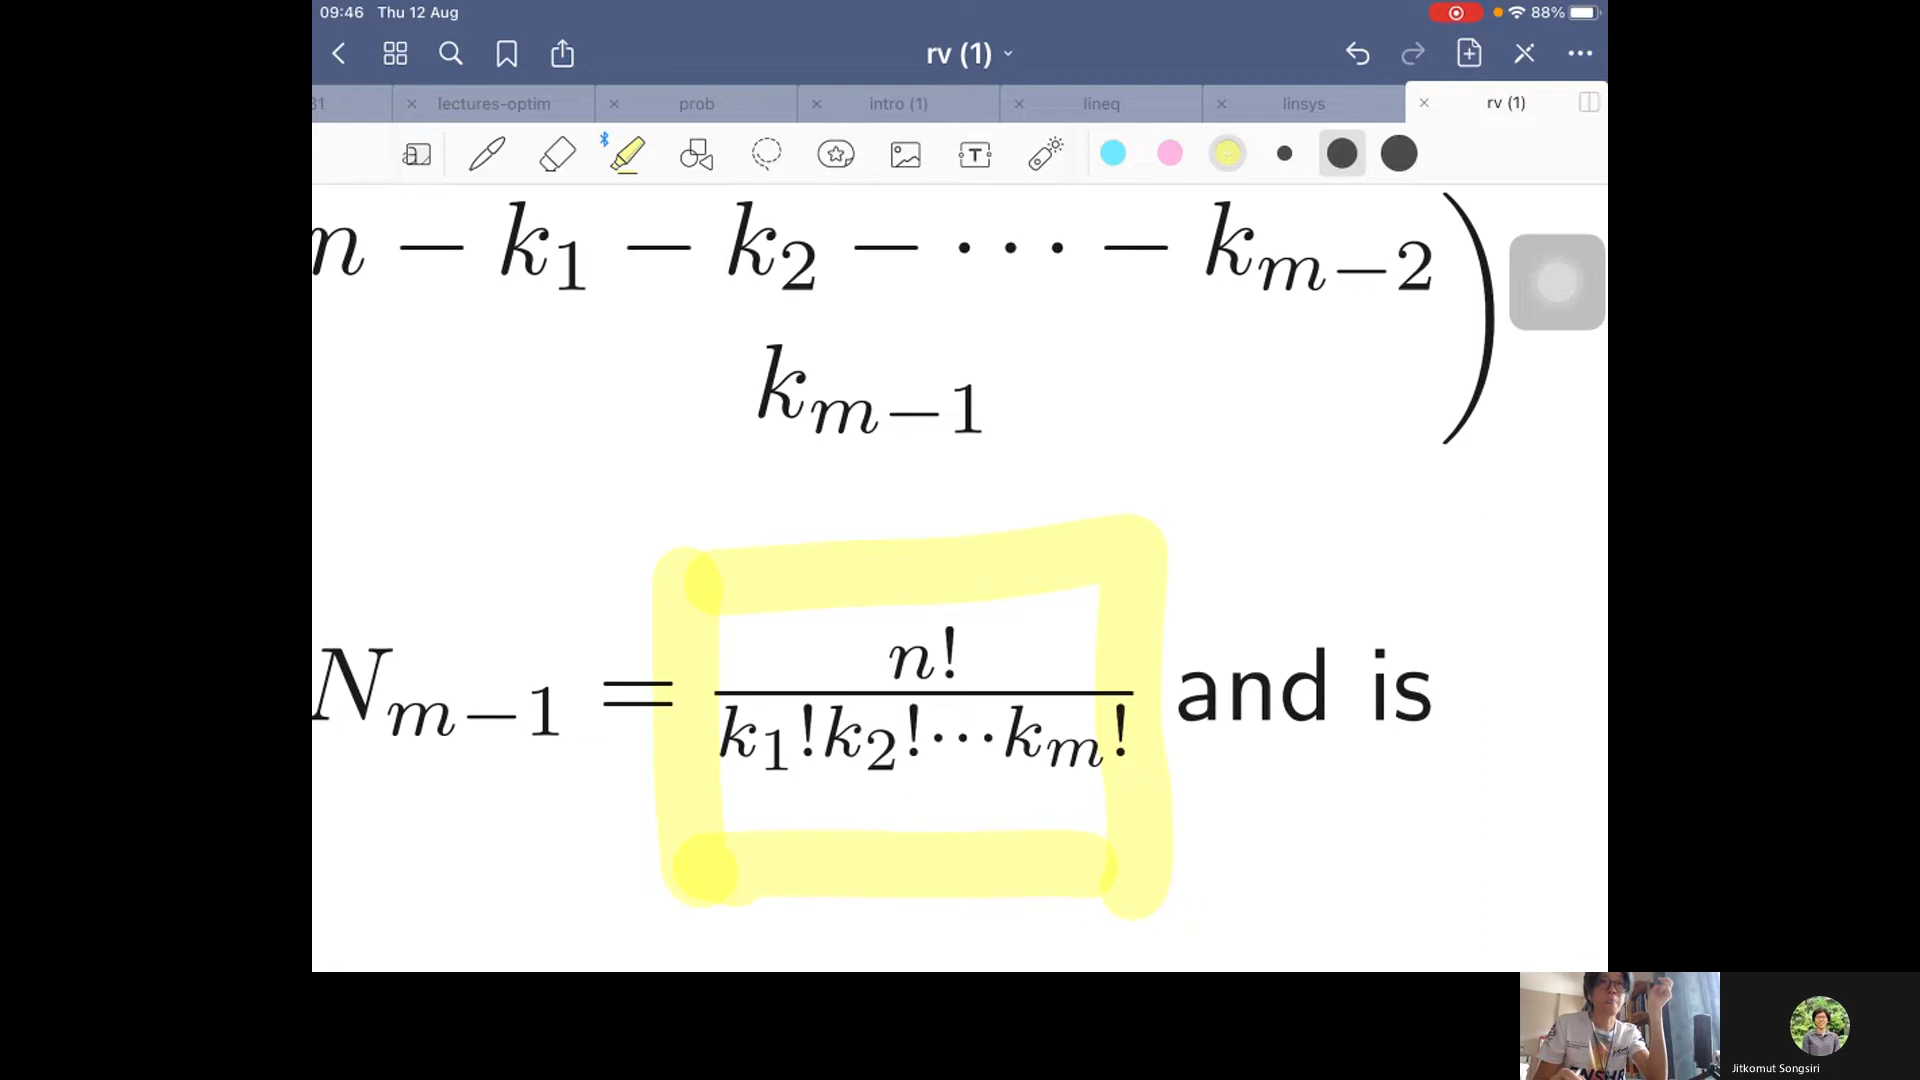 09:46 Thu 12 Aug 88%
rv (1)
31 lectures-optim prob intro (1) lineq linsys rv (1)
n − k₁ − k₂ − ⋯ − kₘ₋₂ )
kₘ₋₁
Nₘ₋₁ = n! / k₁!k₂!⋯kₘ! and is
Jitkomut Songsiri